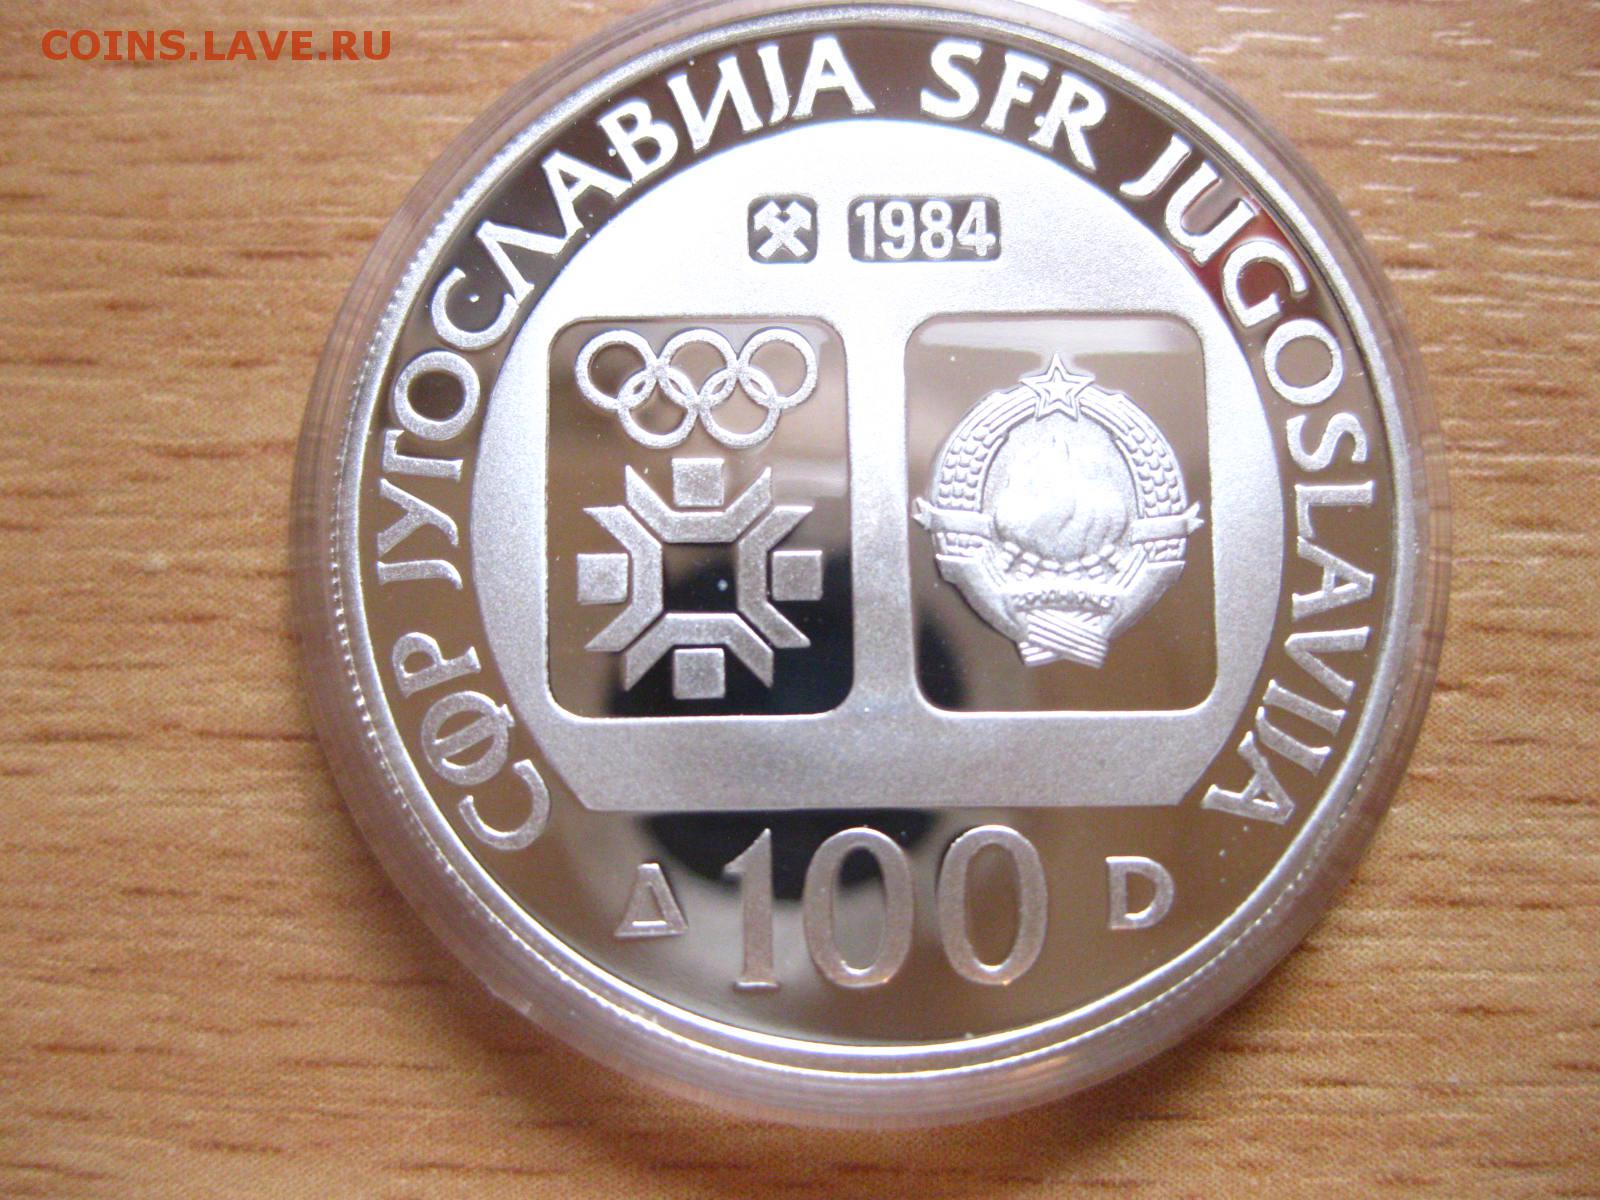 COINS.LAVE.RU
СФР ЈУГОСЛАВИЈА SFR JUGOSLAVIJA
1984
Д 100 D